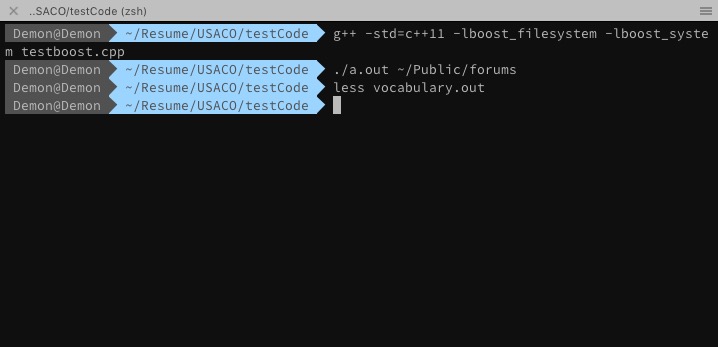 ..SACO/testCode (zsh)
Demon@Demon ~/Resume/USACO/testCode g++ -std=c++11 -lboost_filesystem -lboost_syste
m testboost.cpp
Demon@Demon ~/Resume/USACO/testCode ./a.out ~/Public/forums
Demon@Demon ~/Resume/USACO/testCode less vocabulary.out
Demon@Demon ~/Resume/USACO/testCode